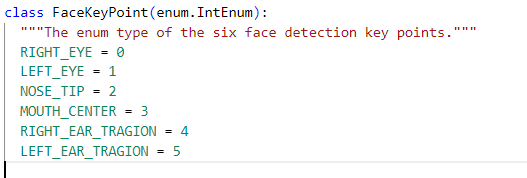 class FaceKeyPoint(enum.IntEnum):
  """The enum type of the six face detection key points."""
  RIGHT_EYE = 0
  LEFT_EYE = 1
  NOSE_TIP = 2
  MOUTH_CENTER = 3
  RIGHT_EAR_TRAGION = 4
  LEFT_EAR_TRAGION = 5